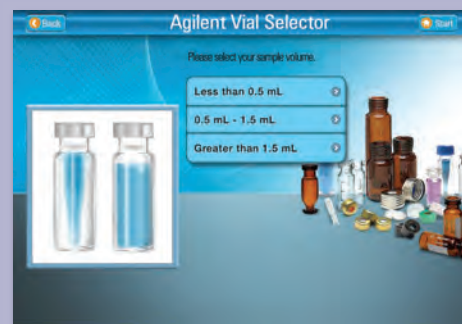 Back
Agilent Vial Selector
Start
Please select your sample volume.
Less than 0.5 mL
0.5 mL - 1.5 mL
Greater than 1.5 mL